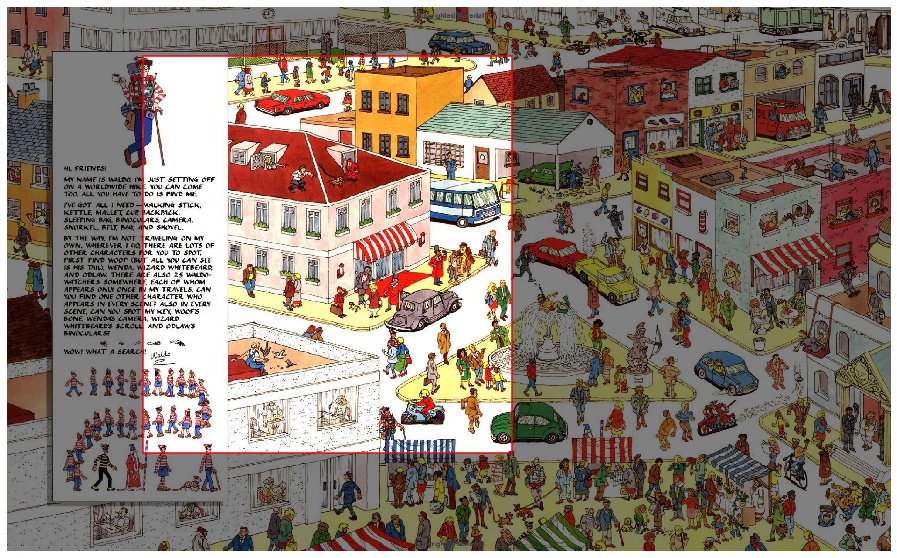 HI, FRIENDS!
MY NAME IS WALDO. I'M JUST SETTING OFF
ON A WORLDWIDE HIKE. YOU CAN COME
TOO. ALL YOU HAVE TO DO IS FIND ME.
I'VE GOT ALL I NEED - WALKING STICK,
KETTLE, MALLET, CUP, BACKPACK,
SLEEPING BAG, BINOCULARS, CAMERA,
SNORKEL, BELT, BAG, AND SHOVEL.
BY THE WAY, I'M NOT TRAVELING ON MY
OWN. WHEREVER I GO, THERE ARE LOTS OF
OTHER CHARACTERS FOR YOU TO SPOT.
FIRST FIND WOOF (BUT ALL YOU CAN SEE
IS HIS TAIL), WENDA, WIZARD WHITEBEARD,
AND ODLAW. THERE ARE ALSO 25 WALDO-
WATCHERS SOMEWHERE, EACH OF WHOM
APPEARS ONLY ONCE IN MY TRAVELS. CAN
YOU FIND ONE OTHER CHARACTER WHO
APPEARS IN EVERY SCENE? ALSO IN EVERY
SCENE, CAN YOU SPOT MY KEY, WOOF'S
BONE, WENDA'S CAMERA, WIZARD
WHITEBEARD'S SCROLL, AND ODLAW'S
BINOCULARS?
WOW! WHAT A SEARCH!
Waldo